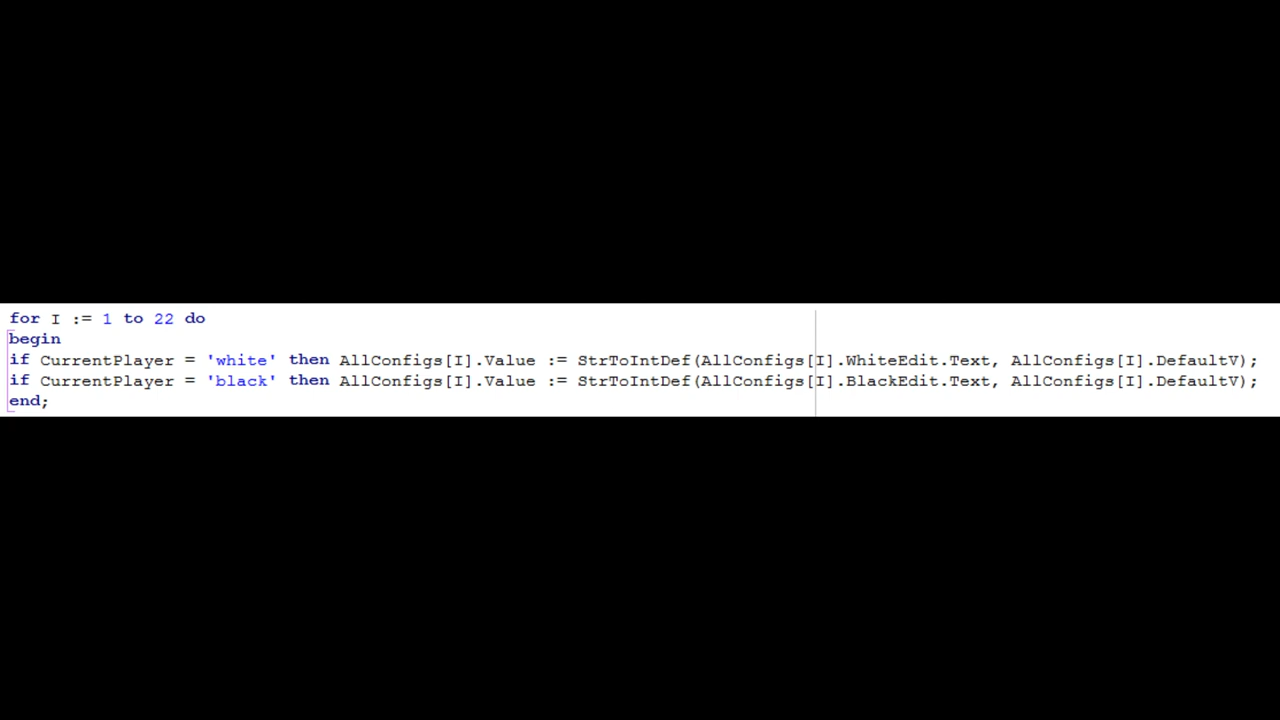 for I := 1 to 22 do
begin
if CurrentPlayer = 'white' then AllConfigs[I].Value := StrToIntDef(AllConfigs[I].WhiteEdit.Text, AllConfigs[I].DefaultV);
if CurrentPlayer = 'black' then AllConfigs[I].Value := StrToIntDef(AllConfigs[I].BlackEdit.Text, AllConfigs[I].DefaultV);
end;